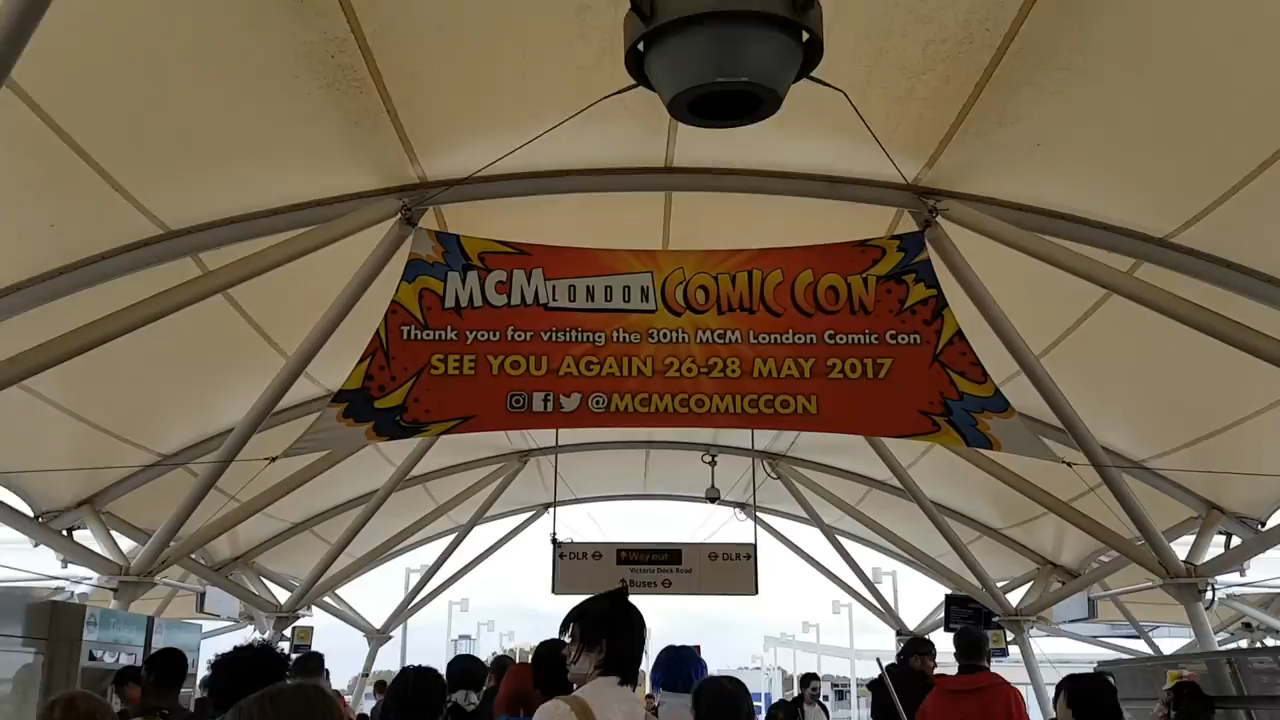 MCM LONDON COMIC CON
Thank you for visiting the 30th MCM London Comic Con
SEE YOU AGAIN 26-28 MAY 2017
@MCMCOMICCON
←DLR ↑Way out DLR→
Victoria Dock Road
↑Buses
Tickets